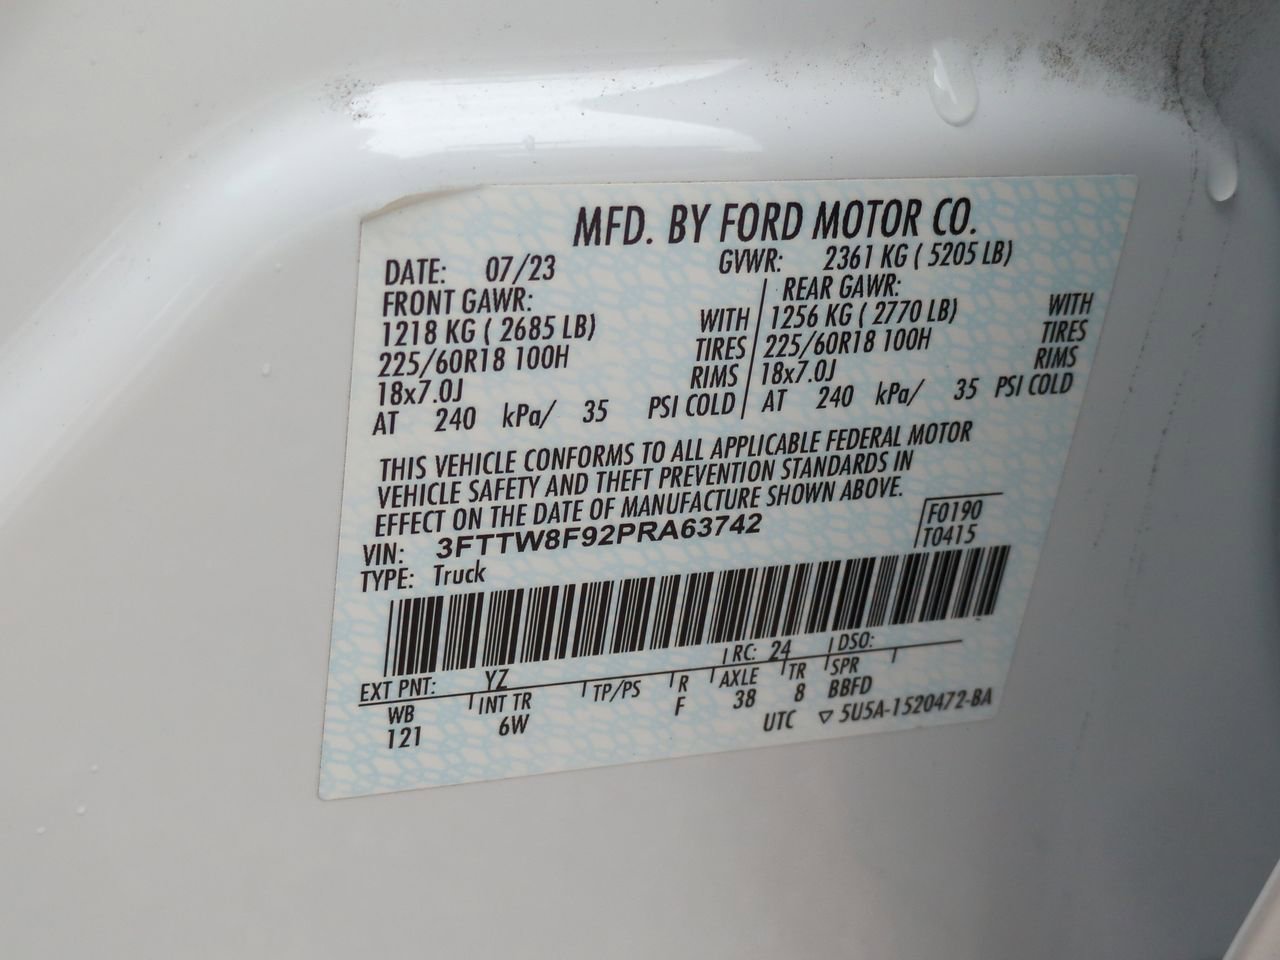 MFD. BY FORD MOTOR CO.
DATE: 07/23 GVWR: 2361 KG ( 5205 LB)
FRONT GAWR: REAR GAWR:
1218 KG ( 2685 LB) WITH 1256 KG ( 2770 LB) WITH
225/60R18 100H TIRES 225/60R18 100H TIRES
18x7.0J RIMS 18x7.0J RIMS
AT 240 kPa/ 35 PSI COLD AT 240 kPa/ 35 PSI COLD
THIS VEHICLE CONFORMS TO ALL APPLICABLE FEDERAL MOTOR
VEHICLE SAFETY AND THEFT PREVENTION STANDARDS IN
EFFECT ON THE DATE OF MANUFACTURE SHOWN ABOVE.
VIN: 3FTTW8F92PRA63742 F0190
TYPE: Truck T0415
EXT PNT: YZ RC: 24 DSO:
WB INT TR TP/PS R AXLE TR SPR
121 6W F 38 8 BBFD
UTC ▽ 5U5A-1520472-BA